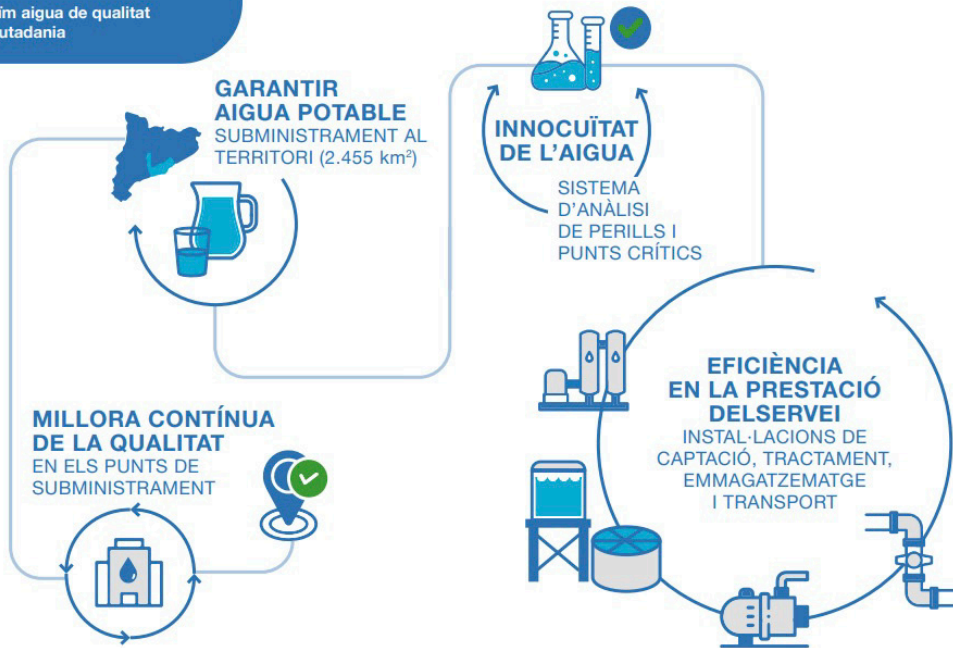 aigua de qualitat
GARANTIR
AIGUA POTABLE
SUBMINISTRAMENT AL
TERRITORI (2.455 km²)
INNOCUÏTAT
DE L'AIGUA
SISTEMA
D'ANÀLISI
DE PERILLS I
PUNTS CRÍTICS
EFICIÈNCIA
EN LA PRESTACIÓ
DELSERVEI
INSTAL·LACIONS DE
CAPTACIÓ, TRACTAMENT,
EMMAGATZEMATGE
I TRANSPORT
MILLORA CONTÍNUA
DE LA QUALITAT
EN ELS PUNTS DE
SUBMINISTRAMENT